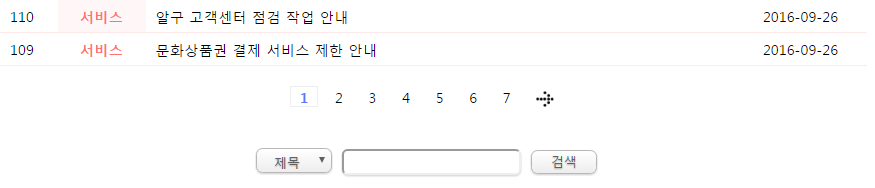 110 서비스 알구 고객센터 점검 작업 안내 2016-09-26
109 서비스 문화상품권 결제 서비스 제한 안내 2016-09-26
1 2 3 4 5 6 7
제목 검색